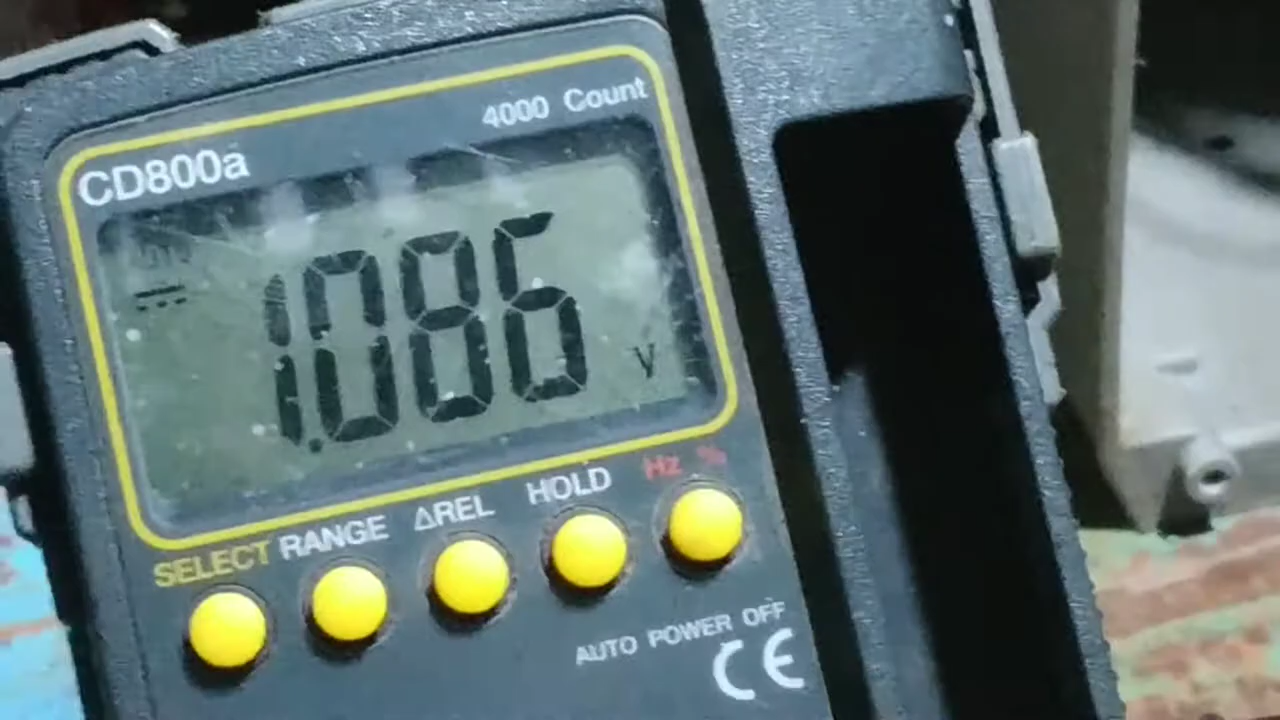 4000 Count
CD800a
1.086 V
SELECT RANGE ΔREL HOLD Hz %
AUTO POWER OFF
CE